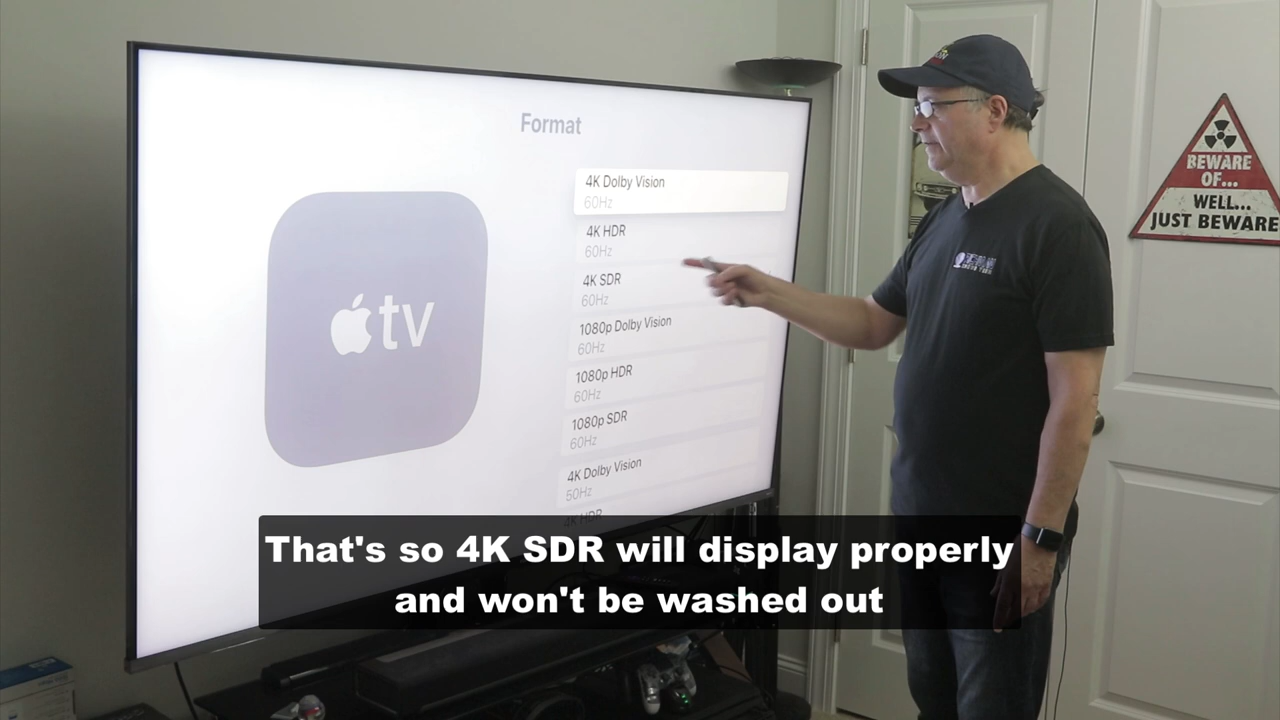 Format
tv
4K Dolby Vision
60Hz
4K HDR
60Hz
4K SDR
60Hz
1080p Dolby Vision
60Hz
1080p HDR
60Hz
1080p SDR
60Hz
4K Dolby Vision
50Hz
4K HDR
BEWARE
OF...
WELL...
JUST BEWARE
That's so 4K SDR will display properly
and won't be washed out